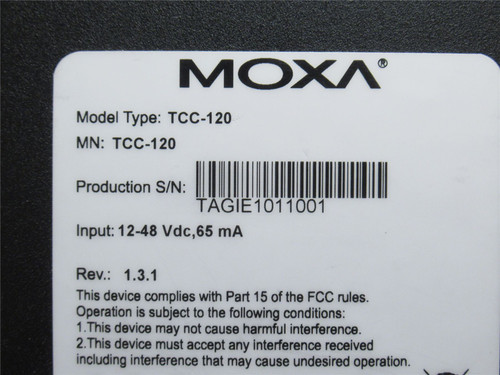 MOXA®
Model Type: TCC-120
MN: TCC-120
Production S/N:
TAGIE1011001
Input: 12-48 Vdc,65 mA
Rev.: 1.3.1
This device complies with Part 15 of the FCC rules.
Operation is subject to the following conditions:
1.This device may not cause harmful interference.
2.This device must accept any interference received
including interference that may cause undesired operation.